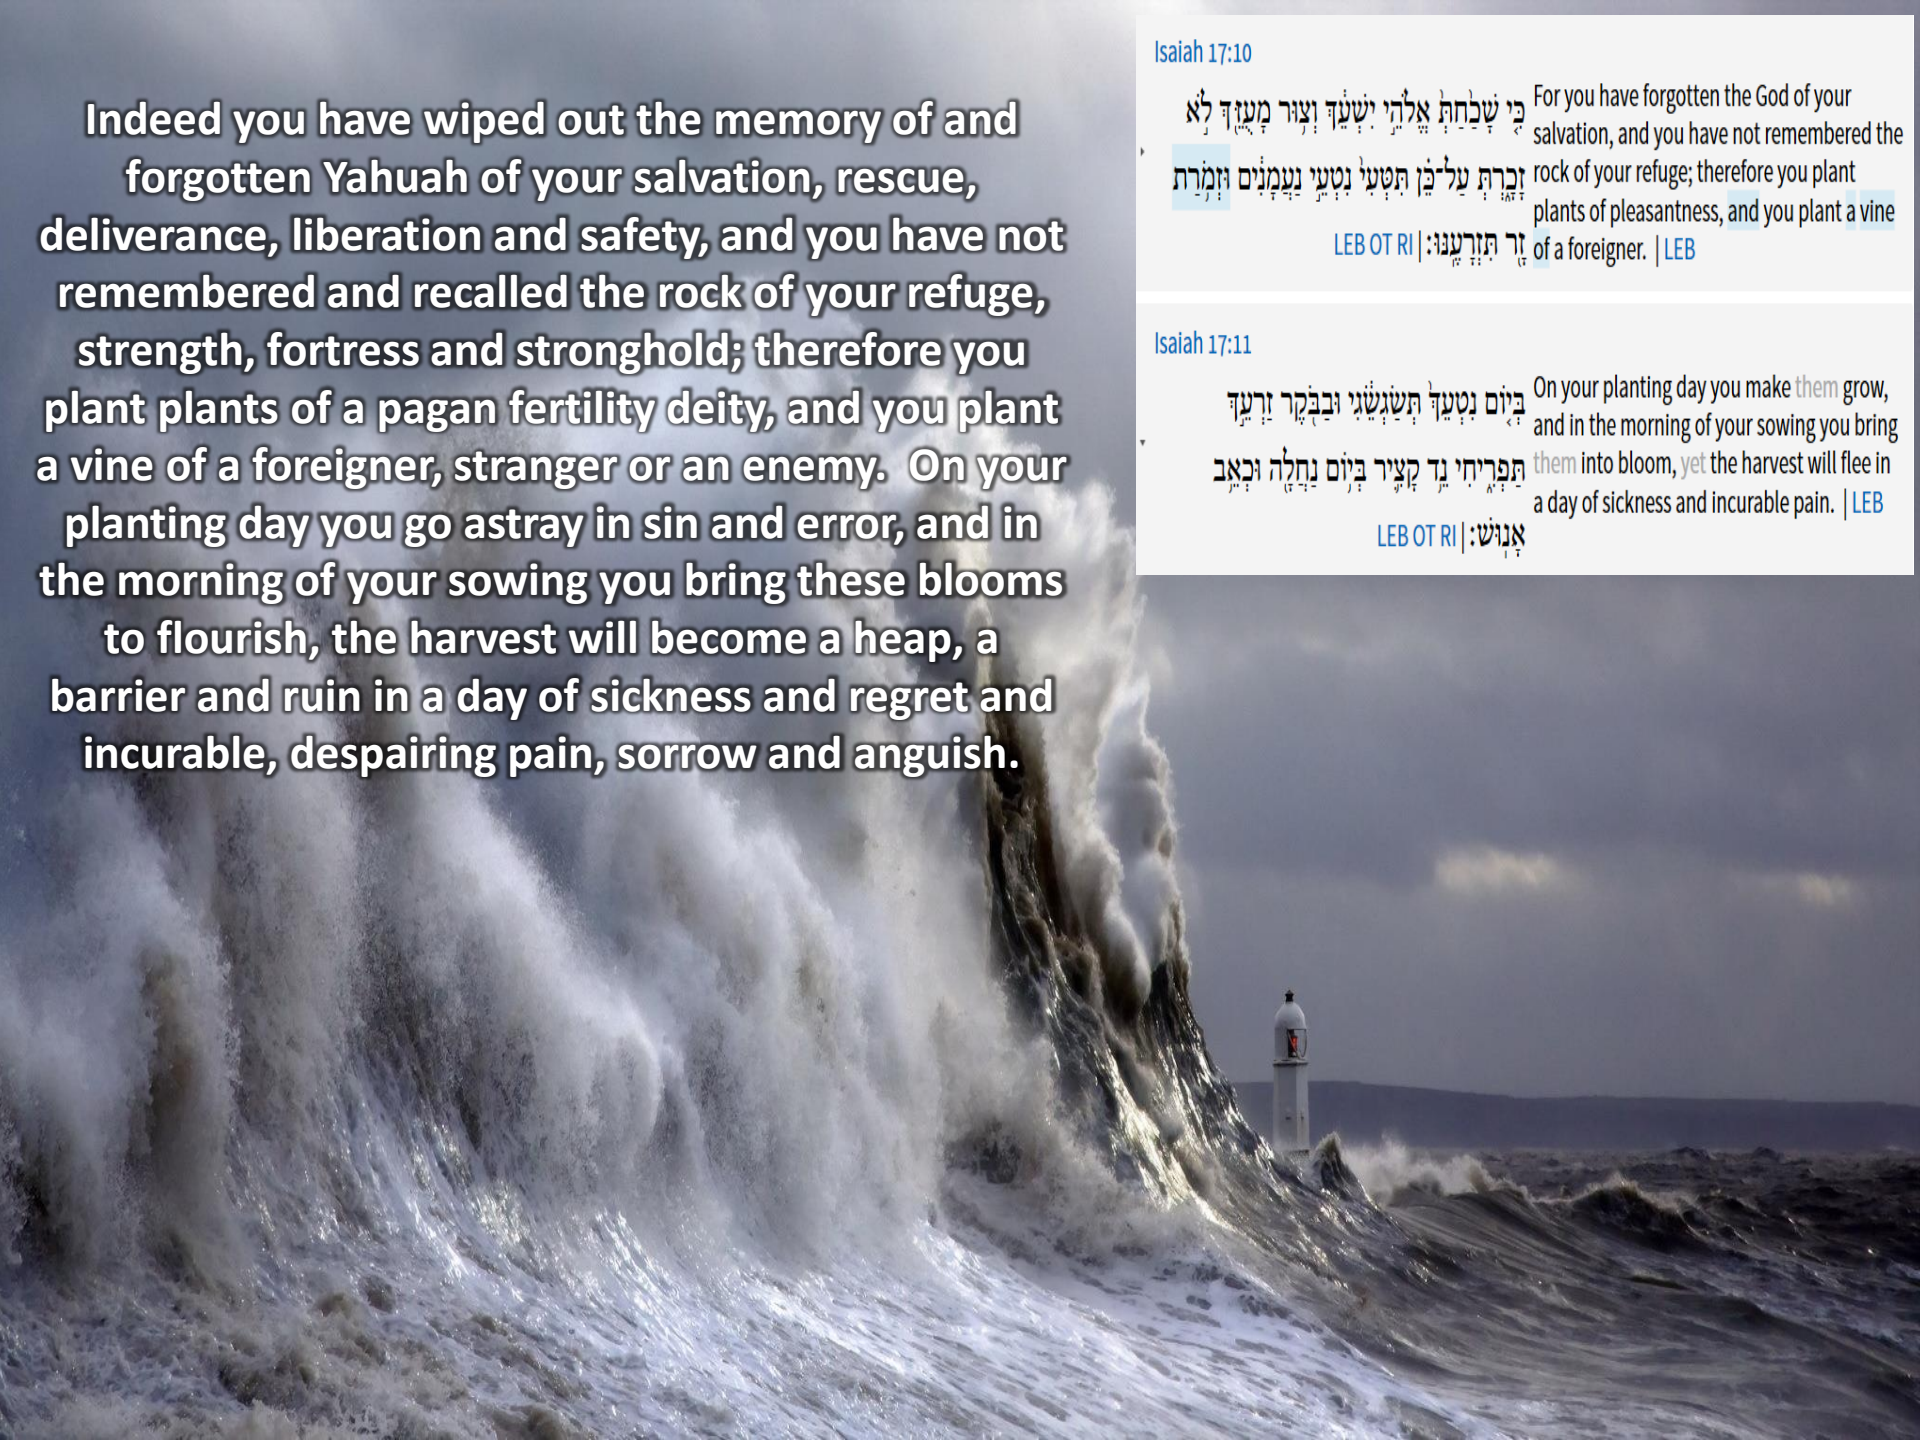 Indeed you have wiped out the memory of and
forgotten Yahuah of your salvation, rescue,
deliverance, liberation and safety, and you have not
remembered and recalled the rock of your refuge,
strength, fortress and stronghold; therefore you
plant plants of a pagan fertility deity, and you plant
a vine of a foreigner, stranger or an enemy.  On your
planting day you go astray in sin and error, and in
the morning of your sowing you bring these blooms
to flourish, the harvest will become a heap, a
barrier and ruin in a day of sickness and regret and
incurable, despairing pain, sorrow and anguish.
Isaiah 17:10
כִּ֤י שָׁכַ֙חַתְּ֙ אֱלֹהֵ֣י יִשְׁעֵ֔ךְ וְצ֥וּר מָעֻזֵּ֖ךְ לֹ֣א
זָכָ֑רְתְּ עַל־כֵּ֗ן תִּטְּעִי֙ נִטְעֵ֣י נַעֲמָנִ֔ים וּזְמֹ֥רַת
זָ֖ר תִּזְרָעֶֽנּוּ׃ | LEB OT RI
For you have forgotten the God of your
salvation, and you have not remembered the
rock of your refuge; therefore you plant
plants of pleasantness, and you plant a vine
of a foreigner. | LEB
Isaiah 17:11
בְּי֤וֹם נִטְעֵךְ֙ תְּשַׂגְשֵׂ֔גִי וּבַבֹּ֖קֶר זַרְעֵ֣ךְ
תַּפְרִ֑יחִי נֵ֥ד קָצִ֛יר בְּי֥וֹם נַחֲלָ֖ה וּכְאֵ֥ב
אָנֽוּשׁ׃ | LEB OT RI
On your planting day you make them grow,
and in the morning of your sowing you bring
them into bloom, yet the harvest will flee in
a day of sickness and incurable pain. | LEB